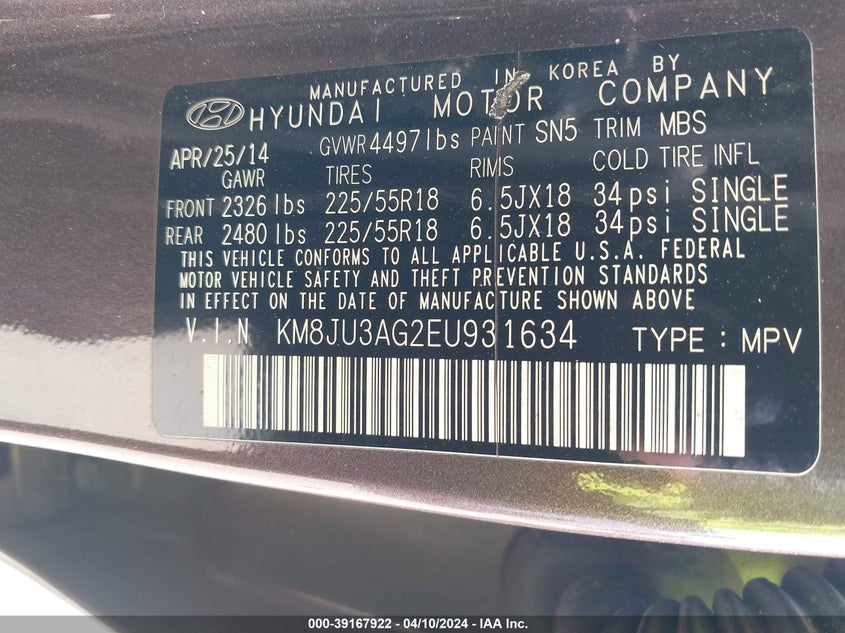 MANUFACTURED IN KOREA BY
HYUNDAI MOTOR COMPANY
APR/25/14 GVWR 4497lbs PAINT SN5 TRIM MBS
GAWR TIRES RIMS COLD TIRE INFL
FRONT 2326 lbs 225/55R18 6.5JX18 34psi SINGLE
REAR 2480 lbs 225/55R18 6.5JX18 34psi SINGLE
THIS VEHICLE CONFORMS TO ALL APPLICABLE U.S.A. FEDERAL
MOTOR VEHICLE SAFETY AND THEFT PREVENTION STANDARDS
IN EFFECT ON THE DATE OF MANUFACTURE SHOWN ABOVE
V.I.N KM8JU3AG2EU931634 TYPE : MPV
000-39167922 / 04/10/2024 - IAA Inc.